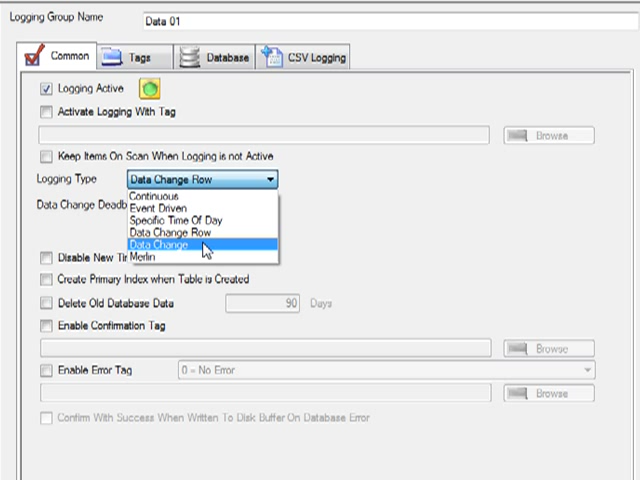 Logging Group Name Data 01
Common Tags Database CSV Logging
Logging Active
Activate Logging With Tag
Browse
Keep Items On Scan When Logging is not Active
Logging Type Data Change Row
Continuous
Event Driven
Specific Time Of Day
Data Change Row
Data Change
Merlin
Data Change Deadb
Disable New Tim
Create Primary Index when Table is Created
Delete Old Database Data 90 Days
Enable Confirmation Tag
Browse
Enable Error Tag 0 = No Error
Browse
Confirm With Success When Written To Disk Buffer On Database Error